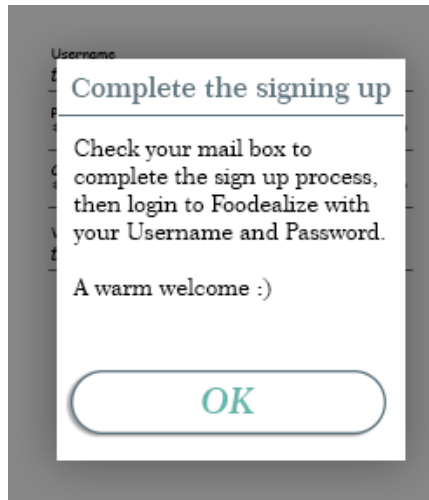 Username
Complete the signing up
Check your mail box to
complete the sign up process,
then login to Foodealize with
your Username and Password.
A warm welcome :)
OK